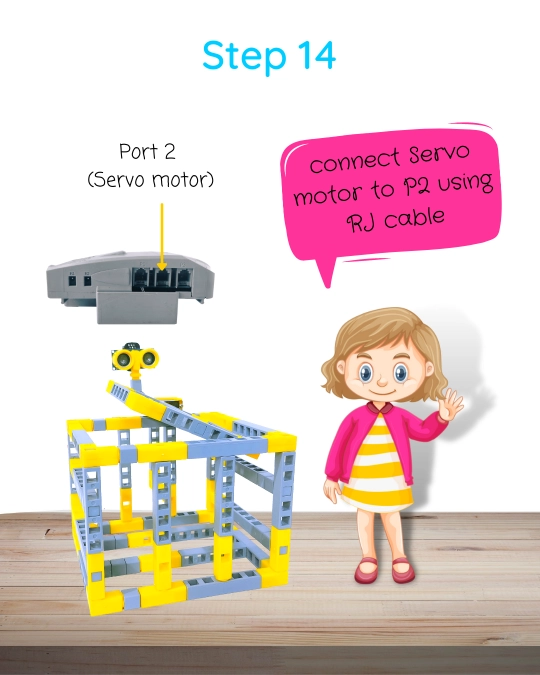 Step 14
Port 2
(Servo motor)
connect Servo
motor to P2 using
RJ cable